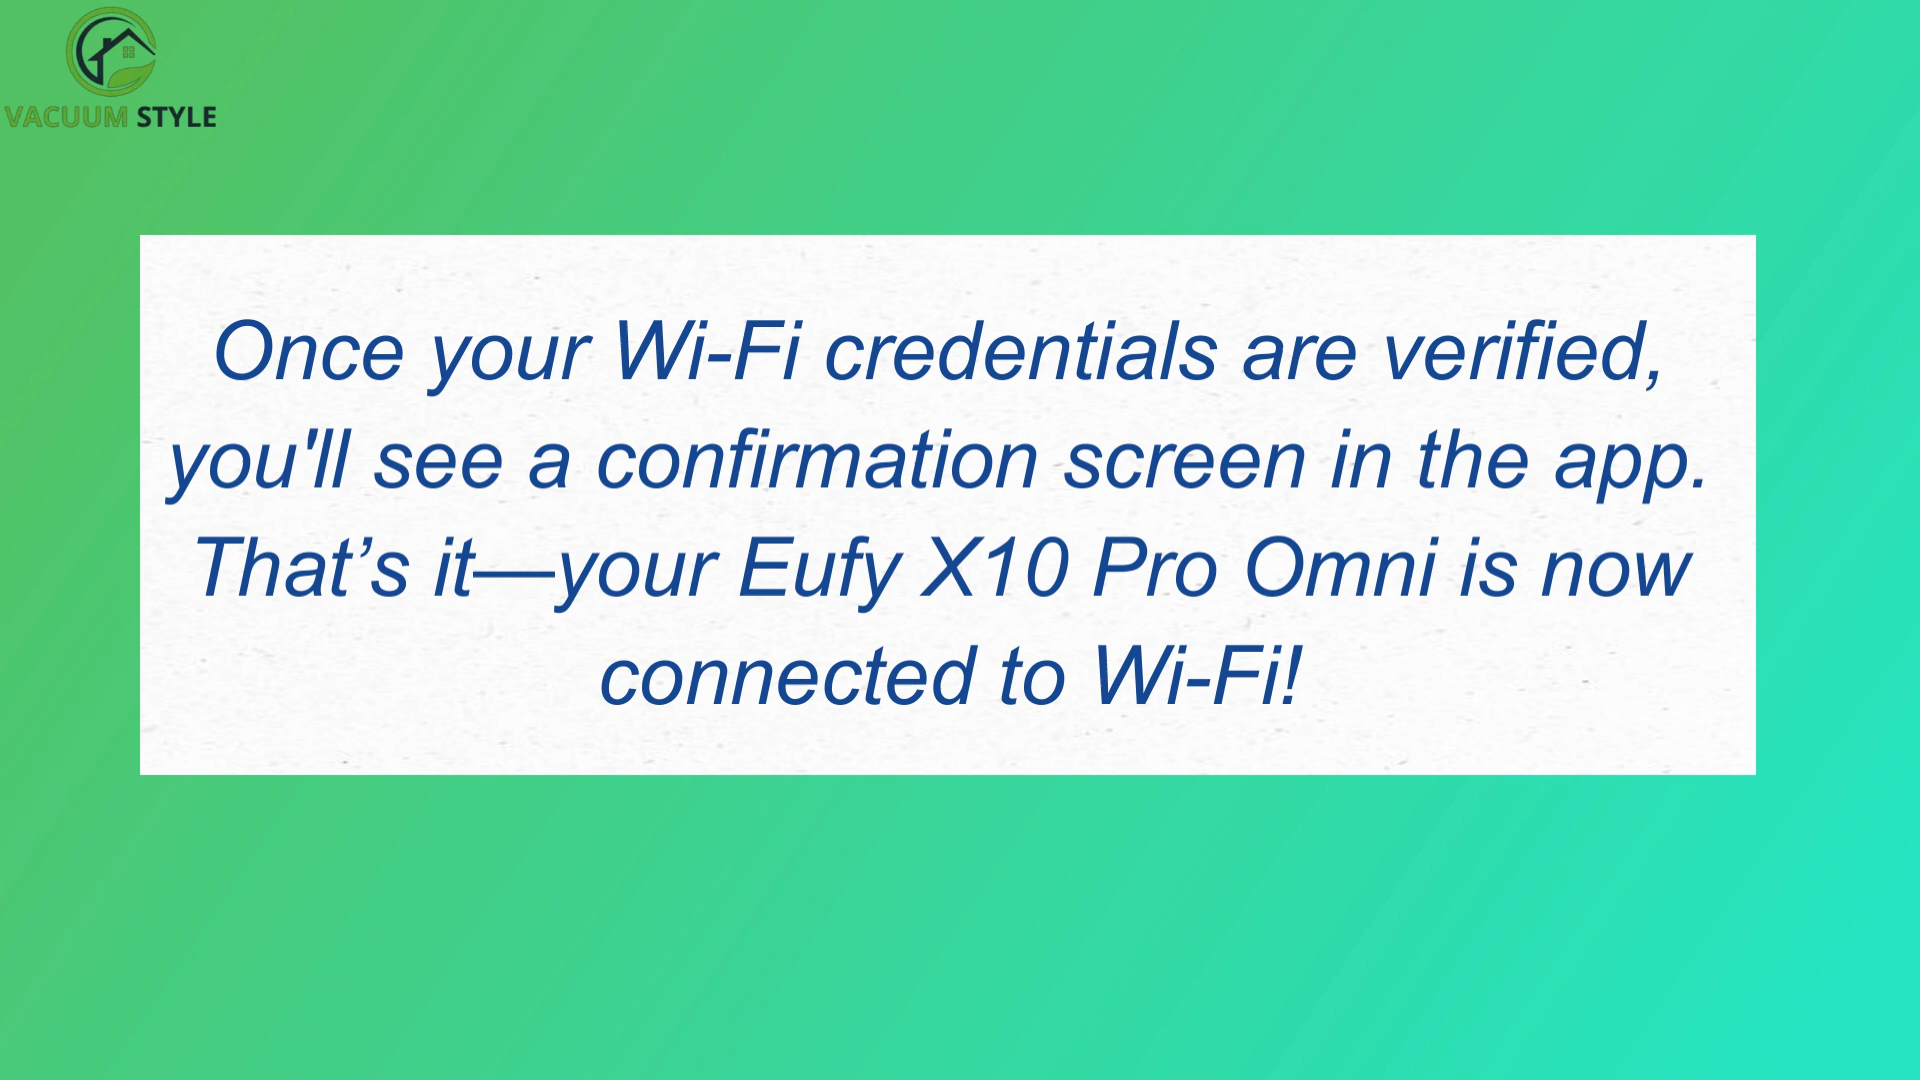 VACUUM STYLE
Once your Wi-Fi credentials are verified,
you'll see a confirmation screen in the app.
That’s it—your Eufy X10 Pro Omni is now
connected to Wi-Fi!